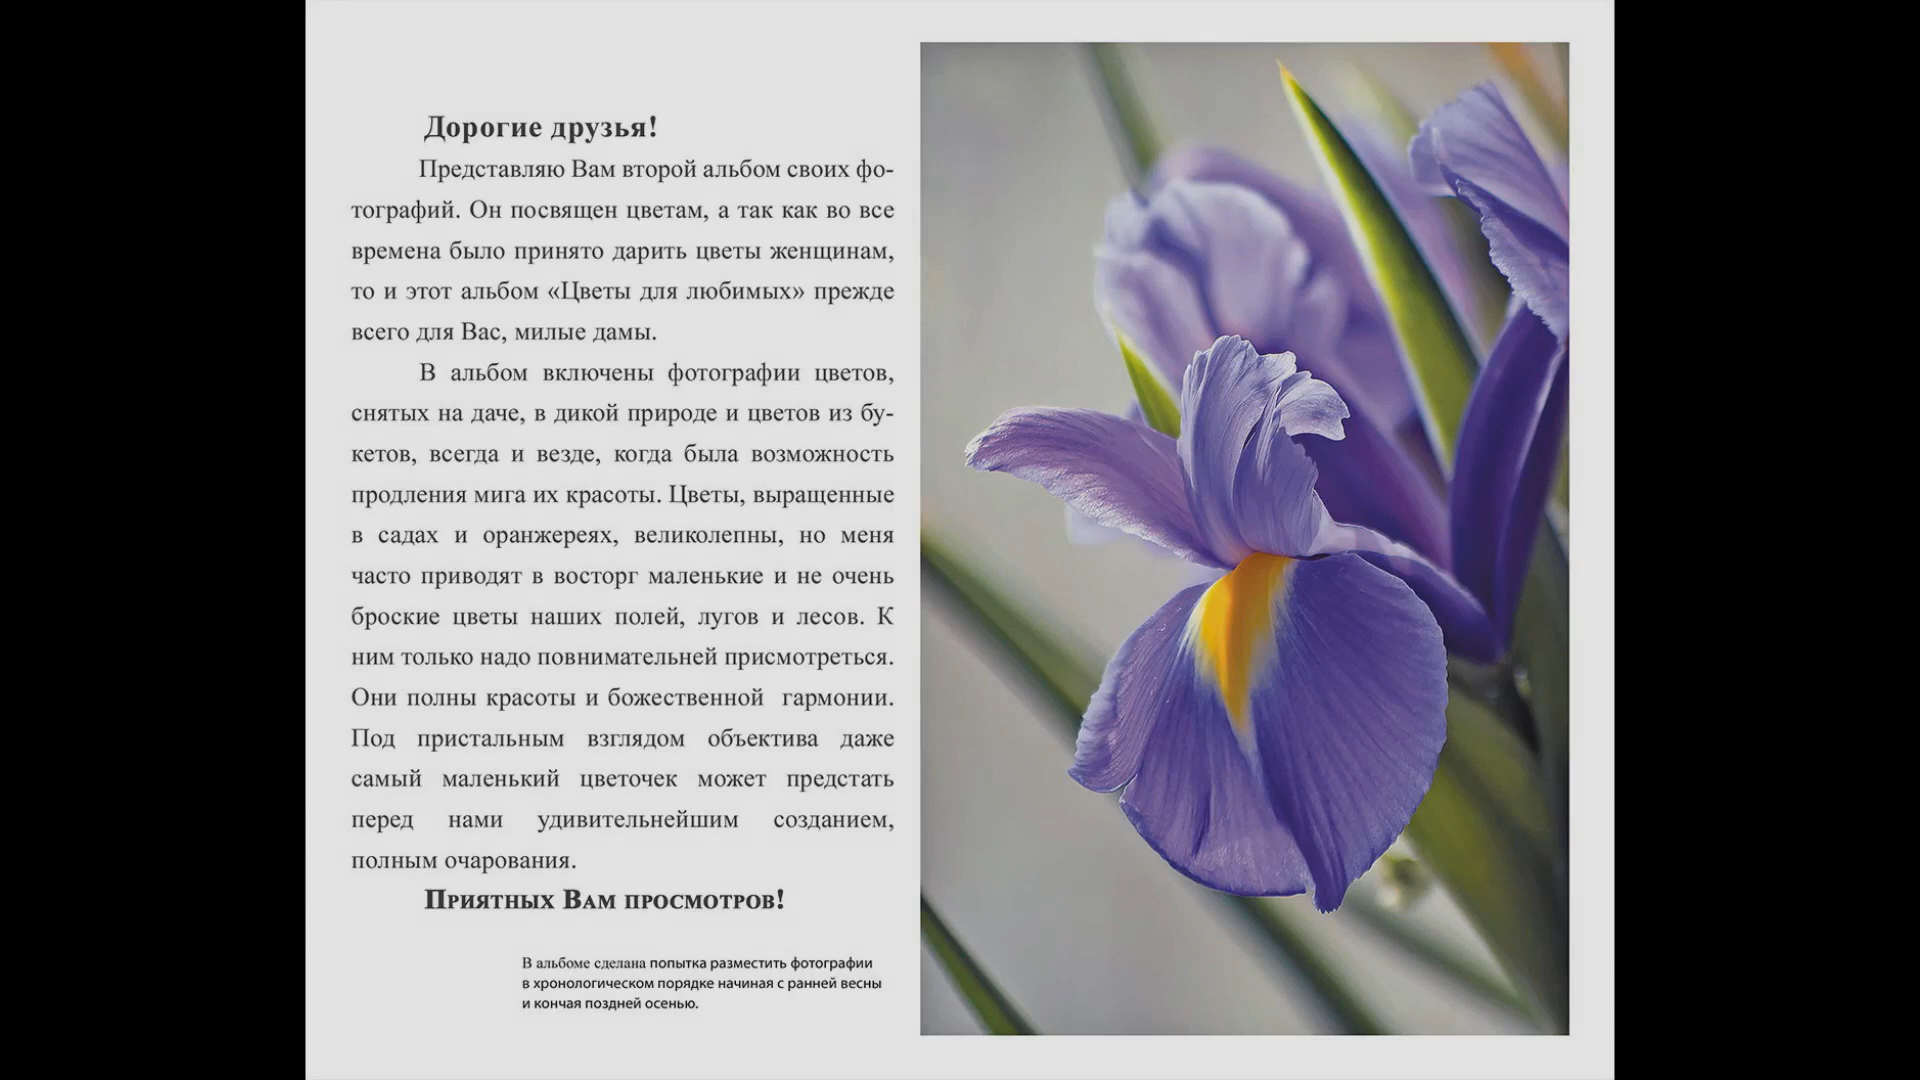 Дорогие друзья!
Представляю Вам второй альбом своих фо-
тографий. Он посвящен цветам, а так как во все
времена было принято дарить цветы женщинам,
то и этот альбом «Цветы для любимых» прежде
всего для Вас, милые дамы.
В альбом включены фотографии цветов,
снятых на даче, в дикой природе и цветов из бу-
кетов, всегда и везде, когда была возможность
продления мига их красоты. Цветы, выращенные
в садах и оранжереях, великолепны, но меня
часто приводят в восторг маленькие и не очень
броские цветы наших полей, лугов и лесов. К
ним только надо повнимательней присмотреться.
Они полны красоты и божественной гармонии.
Под пристальным взглядом объектива даже
самый маленький цветочек может предстать
перед нами удивительнейшим созданием,
полным очарования.
Приятных Вам просмотров!
В альбоме сделана попытка разместить фотографии
в хронологическом порядке начиная с ранней весны
и кончая поздней осенью.